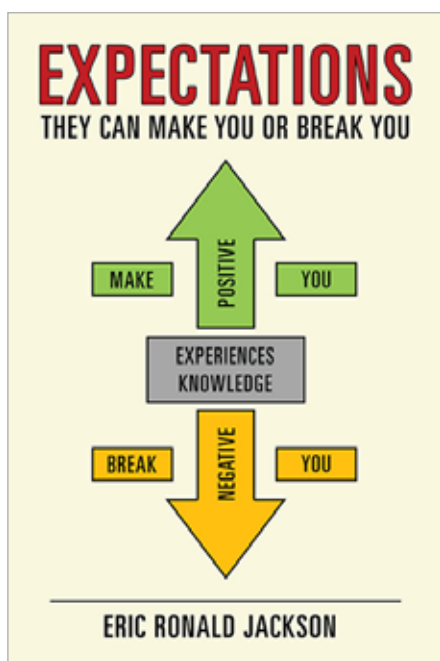 EXPECTATIONS
THEY CAN MAKE YOU OR BREAK YOU
MAKE
POSITIVE
YOU
EXPERIENCES
KNOWLEDGE
BREAK
NEGATIVE
YOU
ERIC RONALD JACKSON